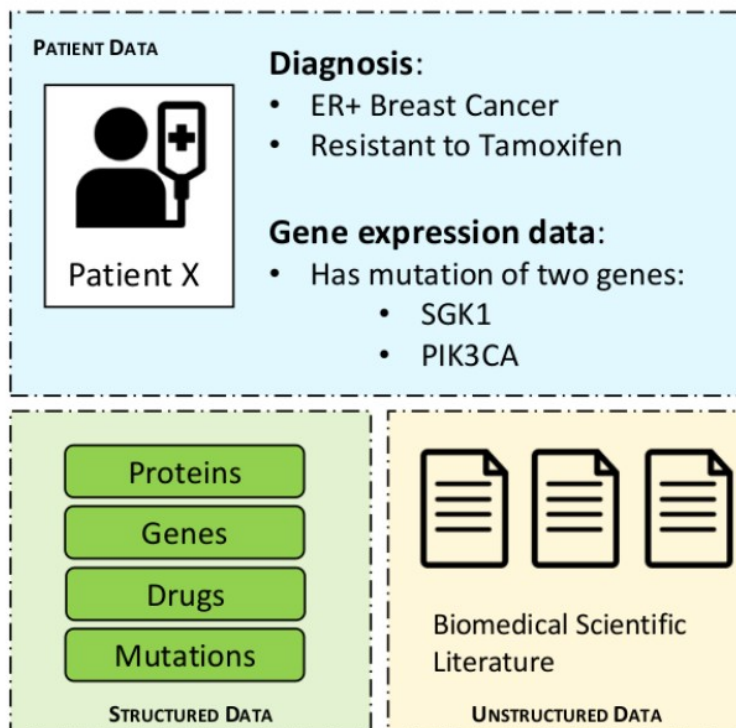 PATIENT DATA
Patient X
Diagnosis:
• ER+ Breast Cancer
• Resistant to Tamoxifen
Gene expression data:
• Has mutation of two genes:
• SGK1
• PIK3CA
Proteins
Genes
Drugs
Mutations
STRUCTURED DATA
Biomedical Scientific
Literature
UNSTRUCTURED DATA